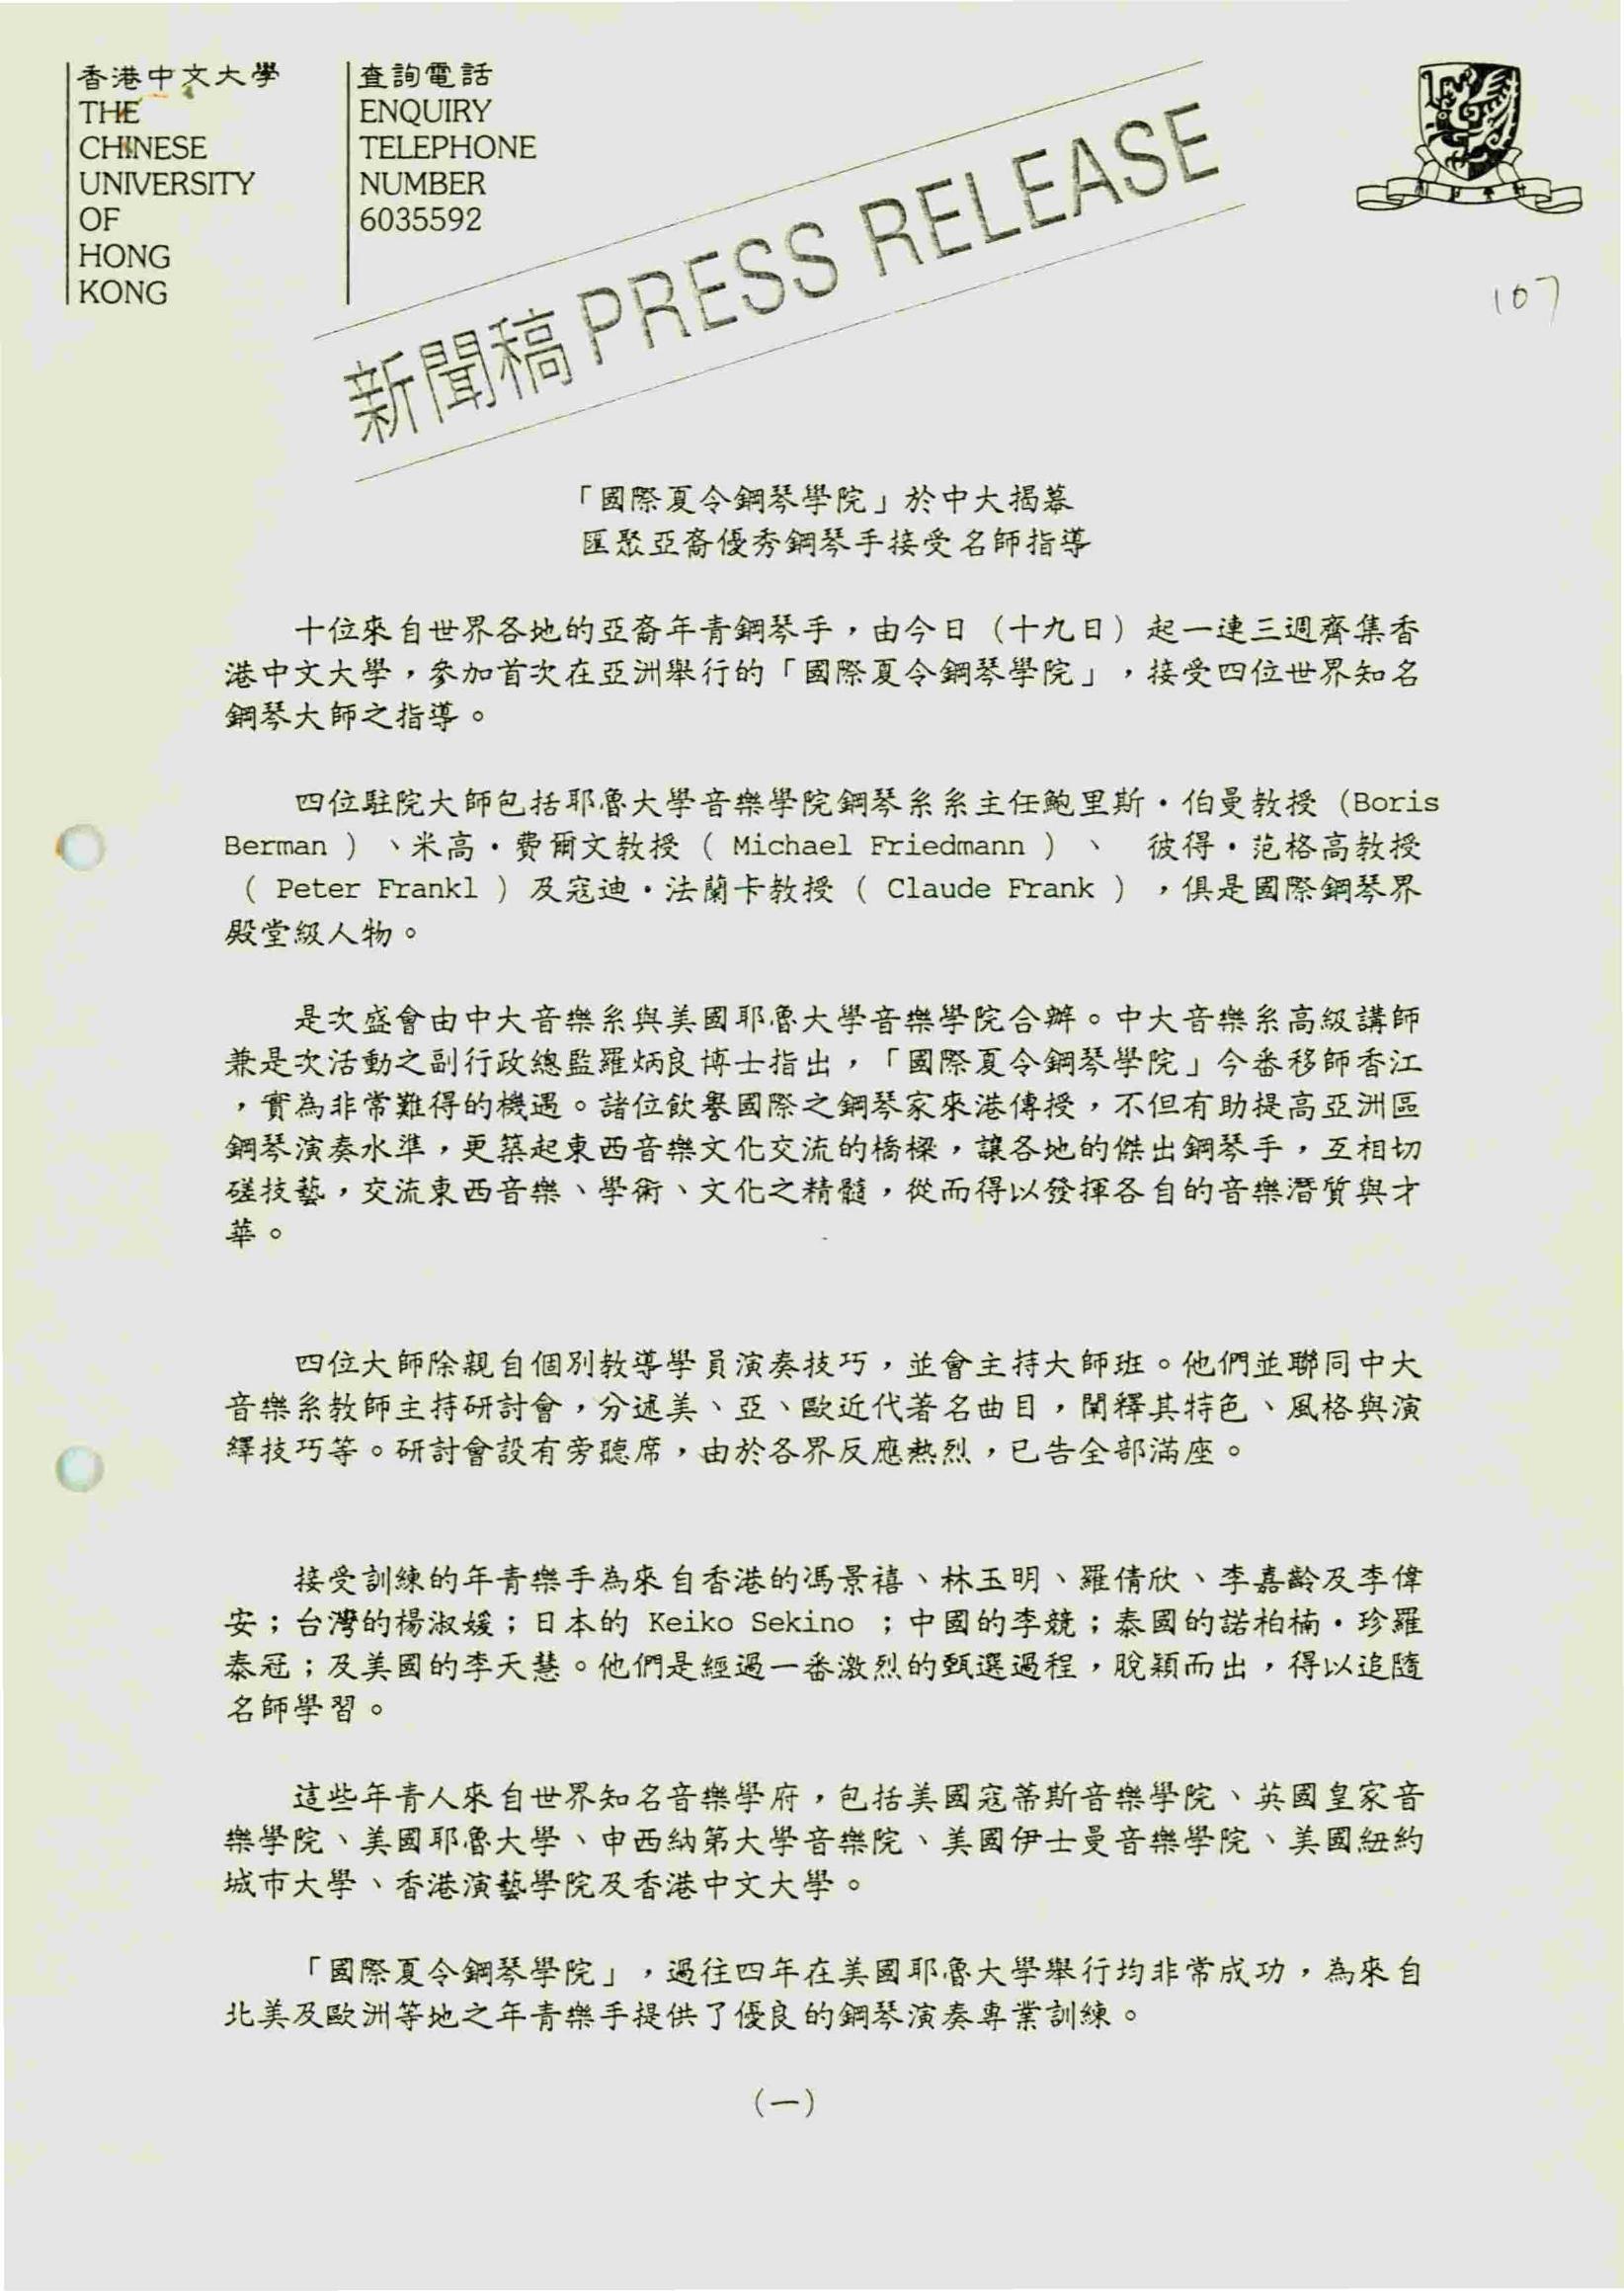 香港中文大學
THE
CHINESE
UNIVERSITY
OF
HONG
KONG
查詢電話
ENQUIRY
TELEPHONE
NUMBER
6035592
新聞稿 PRESS RELEASE
107
「國際夏令鋼琴學院」於中大揭幕
匯聚亞裔優秀鋼琴手接受名師指導
十位來自世界各地的亞裔年青鋼琴手，由今日（十九日）起一連三週齊集香
港中文大學，參加首次在亞洲舉行的「國際夏令鋼琴學院」，接受四位世界知名
鋼琴大師之指導。
四位駐院大師包括耶魯大學音樂學院鋼琴系系主任鮑里斯・伯曼教授 (Boris
Berman ) 、米高・費爾文教授 ( Michael Friedmann ) 、 彼得・范格高教授
( Peter Frankl ) 及寇迪・法蘭卡教授 ( Claude Frank ) ，俱是國際鋼琴界
殿堂級人物。
是次盛會由中大音樂系與美國耶魯大學音樂學院合辦。中大音樂系高級講師
兼是次活動之副行政總監羅炳良博士指出，「國際夏令鋼琴學院」今番移師香江
，實為非常難得的機遇。諸位飲譽國際之鋼琴家來港傳授，不但有助提高亞洲區
鋼琴演奏水準，更築起東西音樂文化交流的橋樑，讓各地的傑出鋼琴手，互相切
磋技藝，交流東西音樂、學術、文化之精髓，從而得以發揮各自的音樂潛質與才
華。
四位大師除親自個別教導學員演奏技巧，並會主持大師班。他們並聯同中大
音樂系教師主持研討會，分述美、亞、歐近代著名曲目，闡釋其特色、風格與演
繹技巧等。研討會設有旁聽席，由於各界反應熱烈，已告全部滿座。
接受訓練的年青樂手為來自香港的馮景禧、林玉明、羅倩欣、李嘉齡及李偉
安；台灣的楊淑媛；日本的 Keiko Sekino ；中國的李競；泰國的諾柏楠・珍羅
泰冠；及美國的李天慧。他們是經過一番激烈的甄選過程，脫穎而出，得以追隨
名師學習。
這些年青人來自世界知名音樂學府，包括美國寇蒂斯音樂學院、英國皇家音
樂學院、美國耶魯大學、申西納第大學音樂院、美國伊士曼音樂學院、美國紐約
城市大學、香港演藝學院及香港中文大學。
「國際夏令鋼琴學院」，過往四年在美國耶魯大學舉行均非常成功，為來自
北美及歐洲等地之年青樂手提供了優良的鋼琴演奏專業訓練。
(一)